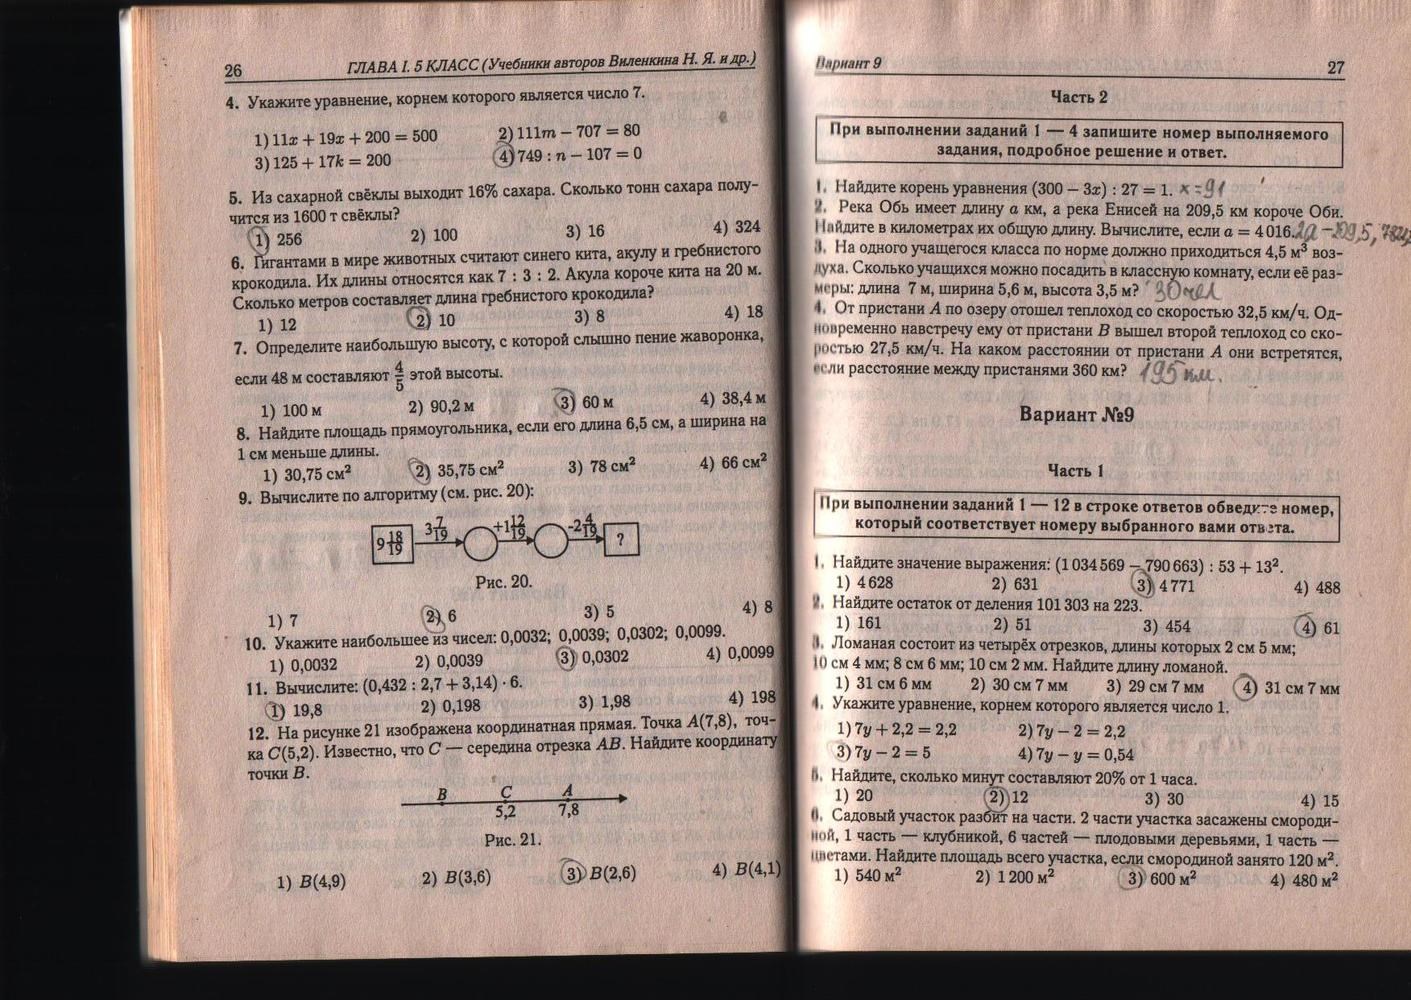 26 ГЛАВА I. 5 КЛАСС (Учебники авторов Виленкина Н. Я. и др.)
4. Укажите уравнение, корнем которого является число 7.
1) 11x + 19x + 200 = 500 2) 111m − 707 = 80
3) 125 + 17k = 200 4) 749 : n − 107 = 0
5. Из сахарной свёклы выходит 16% сахара. Сколько тонн сахара полу-
чится из 1600 т свёклы?
1) 256 2) 100 3) 16 4) 324
6. Гигантами в мире животных считают синего кита, акулу и гребнистого
крокодила. Их длины относятся как 7 : 3 : 2. Акула короче кита на 20 м.
Сколько метров составляет длина гребнистого крокодила?
1) 12 2) 10 3) 8 4) 18
7. Определите наибольшую высоту, с которой слышно пение жаворонка,
если 48 м составляют 4/5 этой высоты.
1) 100 м 2) 90,2 м 3) 60 м 4) 38,4 м
8. Найдите площадь прямоугольника, если его длина 6,5 см, а ширина на
1 см меньше длины.
1) 30,75 см² 2) 35,75 см² 3) 78 см² 4) 66 см²
9. Вычислите по алгоритму (см. рис. 20):
9 18/19 3 7/19 +1 12/19 -2 4/19 ?
Рис. 20.
1) 7 2) 6 3) 5 4) 8
10. Укажите наибольшее из чисел: 0,0032; 0,0039; 0,0302; 0,0099.
1) 0,0032 2) 0,0039 3) 0,0302 4) 0,0099
11. Вычислите: (0,432 : 2,7 + 3,14) · 6.
1) 19,8 2) 0,198 3) 1,98 4) 198
12. На рисунке 21 изображена координатная прямая. Точка A(7,8), точ-
ка C(5,2). Известно, что C — середина отрезка AB. Найдите координату
точки B.
B C A
5,2 7,8
Рис. 21.
1) B(4,9) 2) B(3,6) 3) B(2,6) 4) B(4,1)
Вариант 9 27
Часть 2
При выполнении заданий 1 — 4 запишите номер выполняемого
задания, подробное решение и ответ.
1. Найдите корень уравнения (300 − 3x) : 27 = 1. x = 91
2. Река Обь имеет длину a км, а река Енисей на 209,5 км короче Оби.
Найдите в километрах их общую длину. Вычислите, если a = 4 016. 2a − 209,5,
3. На одного учащегося класса по норме должно приходиться 4,5 м³ воз-
духа. Сколько учащихся можно посадить в классную комнату, если её раз-
меры: длина 7 м, ширина 5,6 м, высота 3,5 м? 30 чел
4. От пристани A по озеру отошел теплоход со скоростью 32,5 км/ч. Од-
новременно навстречу ему от пристани B вышел второй теплоход со ско-
ростью 27,5 км/ч. На каком расстоянии от пристани A они встретятся,
если расстояние между пристанями 360 км? 195 км.
Вариант №9
Часть 1
При выполнении заданий 1 — 12 в строке ответов обведите номер,
который соответствует номеру выбранного вами ответа.
1. Найдите значение выражения: (1 034 569 − 790 663) : 53 + 13².
1) 4 628 2) 631 3) 4 771 4) 488
2. Найдите остаток от деления 101 303 на 223.
1) 161 2) 51 3) 454 4) 61
3. Ломаная состоит из четырёх отрезков, длины которых 2 см 5 мм;
10 см 4 мм; 8 см 6 мм; 10 см 2 мм. Найдите длину ломаной.
1) 31 см 6 мм 2) 30 см 7 мм 3) 29 см 7 мм 4) 31 см 7 мм
4. Укажите уравнение, корнем которого является число 1.
1) 7y + 2,2 = 2,2 2) 7y − 2 = 2,2
3) 7y − 2 = 5 4) 7y − y = 0,54
5. Найдите, сколько минут составляют 20% от 1 часа.
1) 20 2) 12 3) 30 4) 15
6. Садовый участок разбит на части. 2 части участка засажены смороди-
ной, 1 часть — клубникой, 6 частей — плодовыми деревьями, 1 часть —
цветами. Найдите площадь всего участка, если смородиной занято 120 м².
1) 540 м² 2) 1 200 м² 3) 600 м² 4) 480 м²